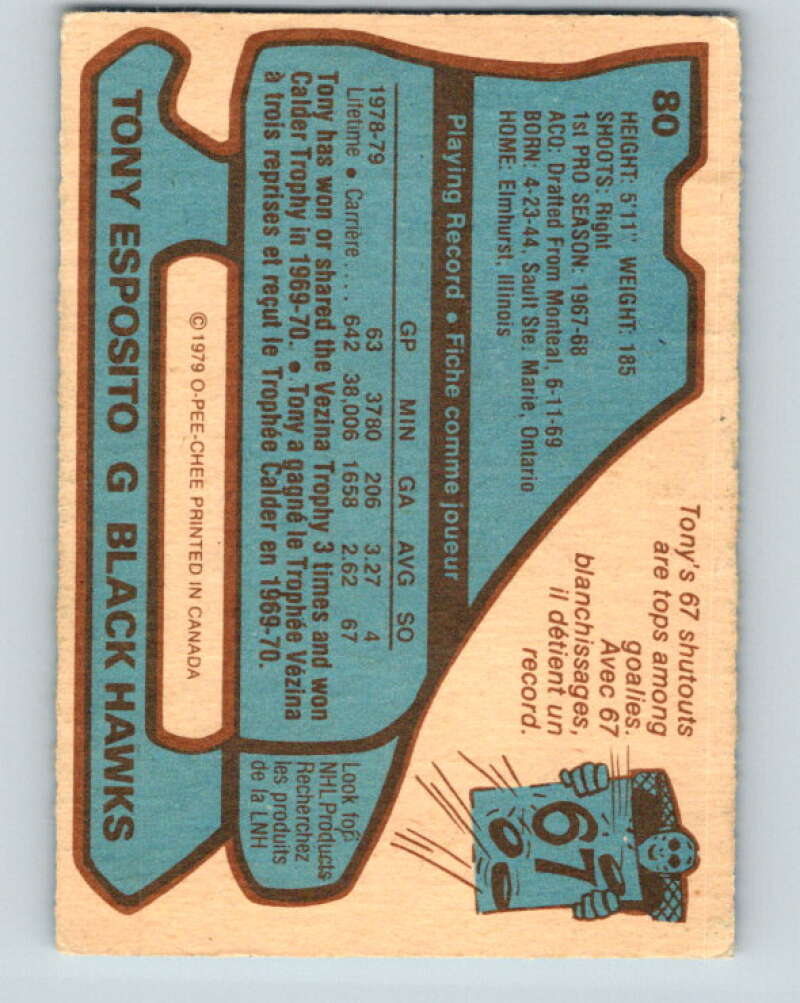 80
HEIGHT: 5'11" WEIGHT: 185
SHOOTS: Right
1st PRO SEASON: 1967-68
ACQ: Drafted From Monteal, 6-11-69
BORN: 4-23-44, Sault Ste. Marie, Ontario
HOME: Elmhurst, Illinois
Tony's 67 shutouts
are tops among
goalies.
Avec 67
blanchissages,
il détient un
record.
67
Playing Record • Fiche comme joueur
GP MIN GA AVG SO
1978-79 63 3780 206 3.27 4
Lifetime • Carrière.... 642 38,006 1658 2.62 67
Tony has won or shared the Vezina Trophy 3 times and won
Calder Trophy in 1969-70. • Tony a gagné le Trophée Vézina
à trois reprises et reçut le Trophée Calder en 1969-70.
Look for
NHL Products
Recherchez
les produits
de la LNH
©1979 O-PEE-CHEE PRINTED IN CANADA
TONY ESPOSITO G BLACK HAWKS